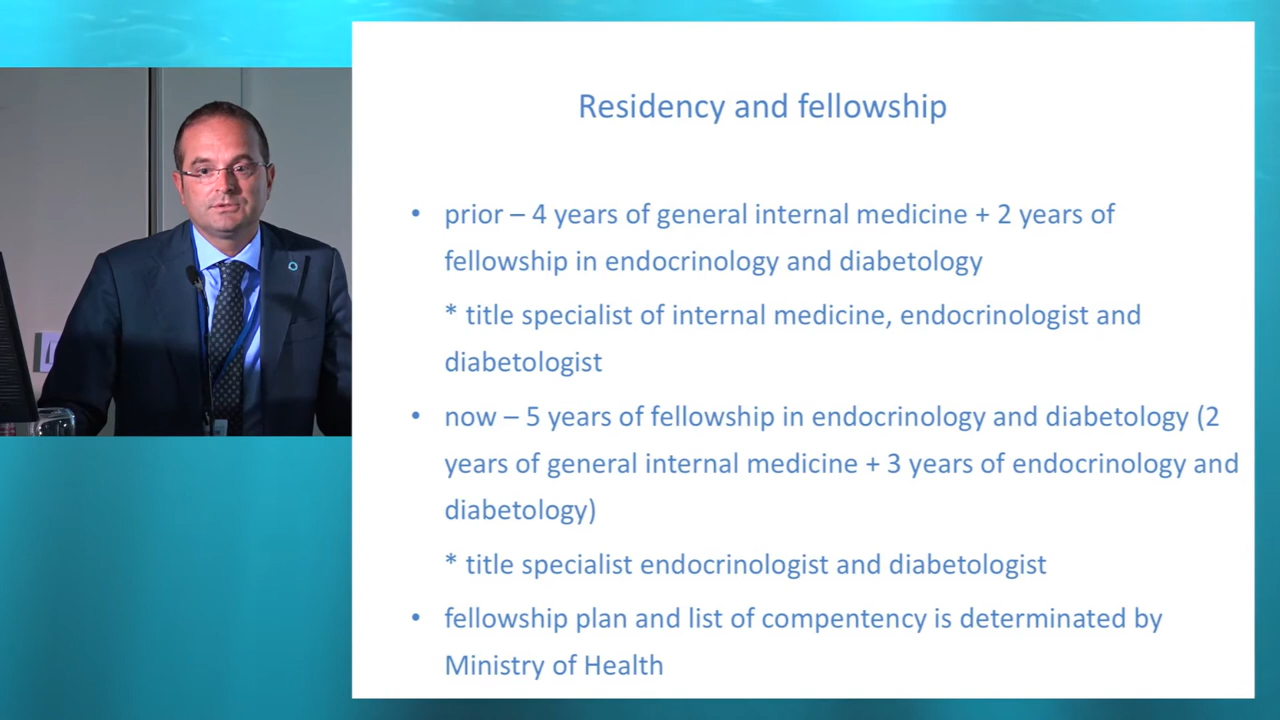 Residency and fellowship
• prior – 4 years of general internal medicine + 2 years of
fellowship in endocrinology and diabetology
* title specialist of internal medicine, endocrinologist and
diabetologist
• now – 5 years of fellowship in endocrinology and diabetology (2
years of general internal medicine + 3 years of endocrinology and
diabetology)
* title specialist endocrinologist and diabetologist
• fellowship plan and list of compentency is determinated by
Ministry of Health